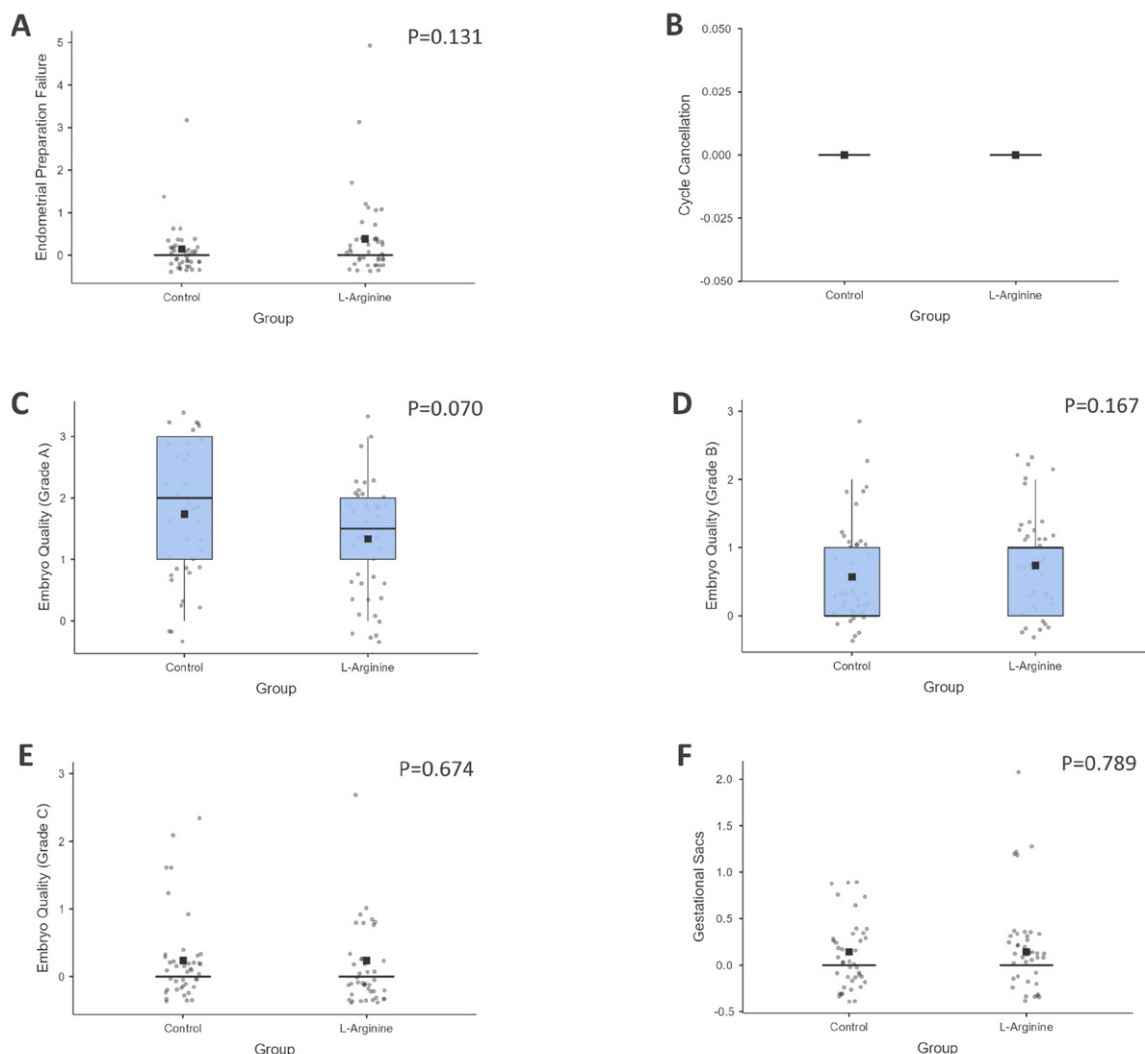 A
P=0.131
Endometrial Preparation Failure
5
4
3
2
1
0
Control
L-Arginine
Group
B
Cycle Cancellation
0.050
0.025
0.000
-0.025
-0.050
Control
L-Arginine
Group
C
P=0.070
Embryo Quality (Grade A)
3
2
1
0
Control
L-Arginine
Group
D
P=0.167
Embryo Quality (Grade B)
3
2
1
0
Control
L-Arginine
Group
E
P=0.674
Embryo Quality (Grade C)
3
2
1
0
Control
L-Arginine
Group
F
P=0.789
Gestational Sacs
2.0
1.5
1.0
0.5
0.0
-0.5
Control
L-Arginine
Group